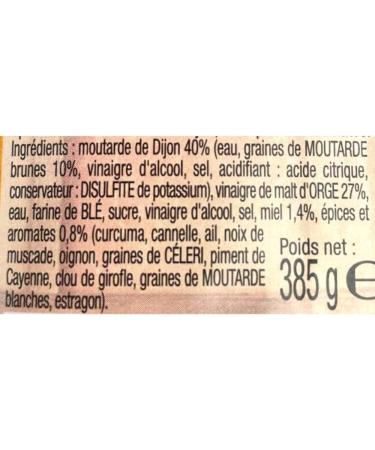 Ingrédients : moutarde de Dijon 40% (eau, graines de MOUTARDE
brunes 10%, vinaigre d'alcool, sel, acidifiant : acide citrique,
conservateur : DISULFITE de potassium), vinaigre de malt d'ORGE 27%,
eau, farine de BLÉ, sucre, vinaigre d'alcool, sel, miel 1,4%, épices et
aromates 0,8% (curcuma, cannelle, ail, noix de
muscade, oignon, graines de CÉLERI, piment de
Cayenne, clou de girofle, graines de MOUTARDE
blanches, estragon).
Poids net :
385 g e